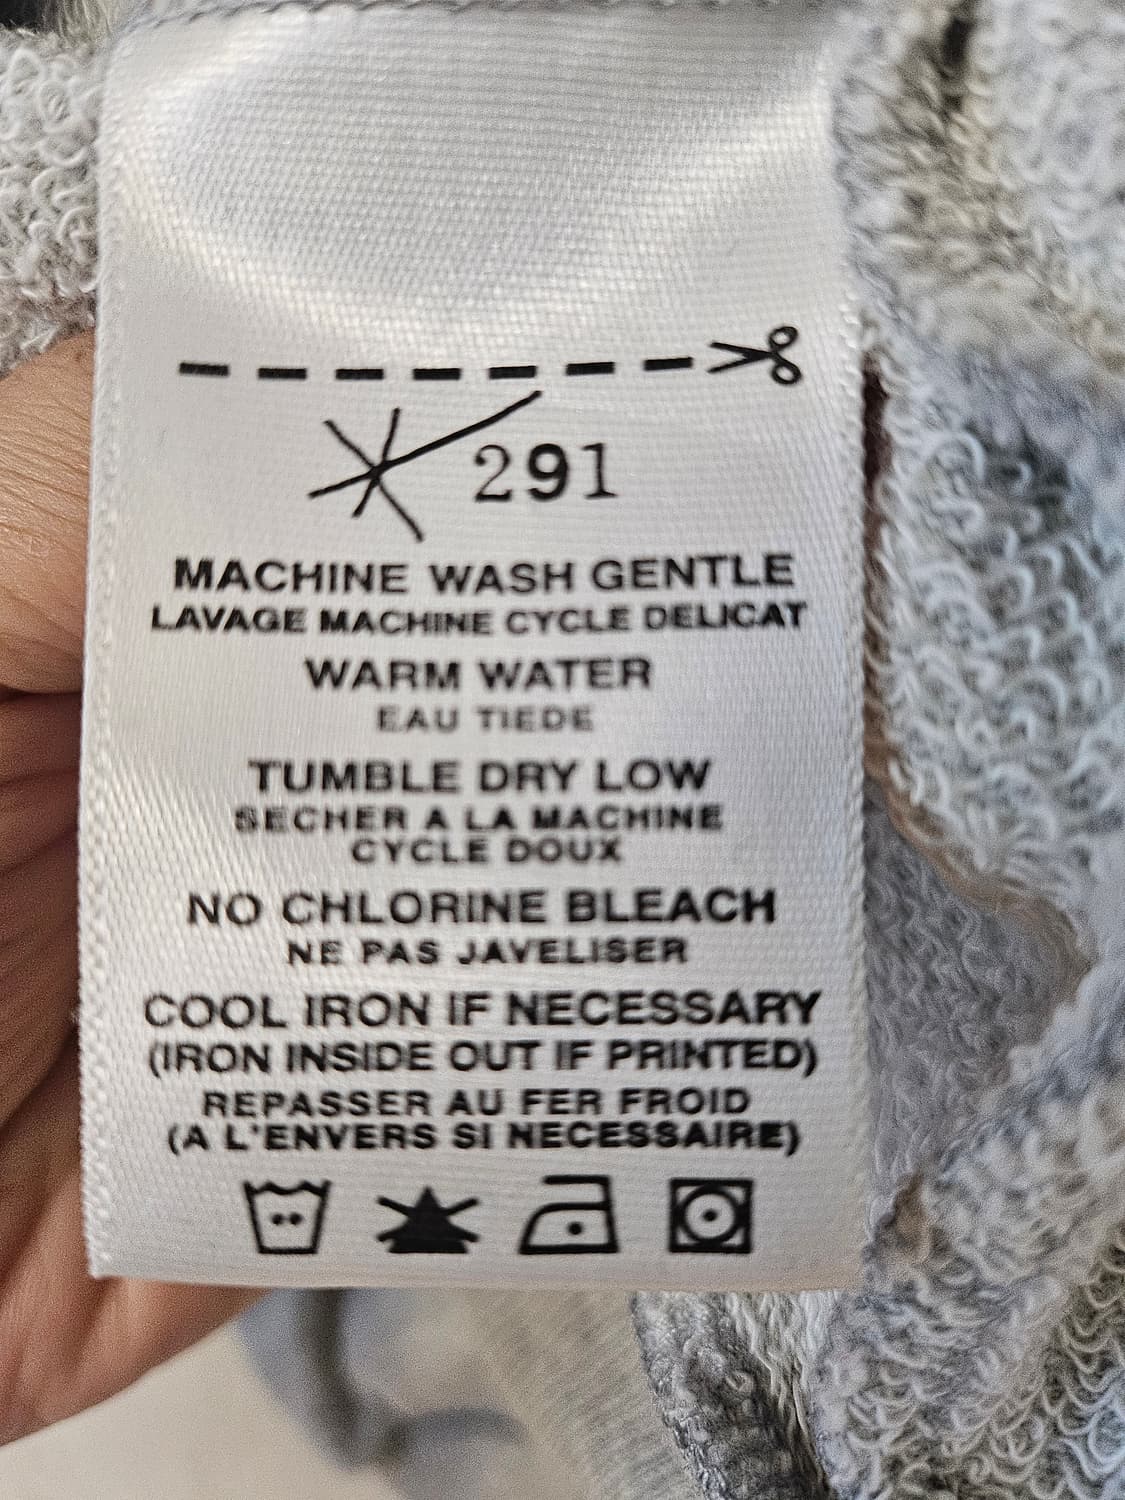 291
MACHINE WASH GENTLE
LAVAGE MACHINE CYCLE DELICAT
WARM WATER
EAU TIEDE
TUMBLE DRY LOW
SECHER A LA MACHINE
CYCLE DOUX
NO CHLORINE BLEACH
NE PAS JAVELISER
COOL IRON IF NECESSARY
(IRON INSIDE OUT IF PRINTED)
REPASSER AU FER FROID
(A L'ENVERS SI NECESSAIRE)